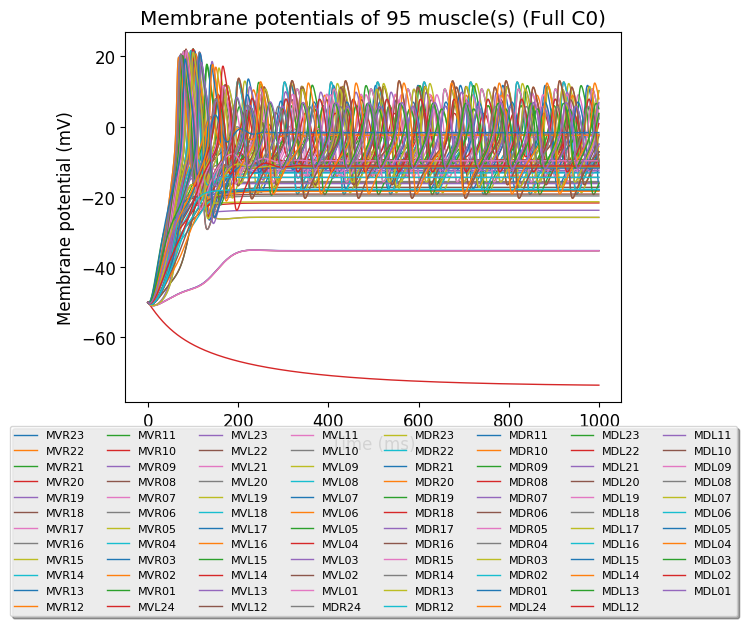 Membrane potentials of 95 muscle(s) (Full C0)
Membrane potential (mV)
20
0
−20
−40
−60
0 200 400 600 800 1000
Time (ms)
MVR23 MVR11 MVL23 MVL11 MDR23 MDR11 MDL23 MDL11
MVR22 MVR10 MVL22 MVL10 MDR22 MDR10 MDL22 MDL10
MVR21 MVR09 MVL21 MVL09 MDR21 MDR09 MDL21 MDL09
MVR20 MVR08 MVL20 MVL08 MDR20 MDR08 MDL20 MDL08
MVR19 MVR07 MVL19 MVL07 MDR19 MDR07 MDL19 MDL07
MVR18 MVR06 MVL18 MVL06 MDR18 MDR06 MDL18 MDL06
MVR17 MVR05 MVL17 MVL05 MDR17 MDR05 MDL17 MDL05
MVR16 MVR04 MVL16 MVL04 MDR16 MDR04 MDL16 MDL04
MVR15 MVR03 MVL15 MVL03 MDR15 MDR03 MDL15 MDL03
MVR14 MVR02 MVL14 MVL02 MDR14 MDR02 MDL14 MDL02
MVR13 MVR01 MVL13 MVL01 MDR13 MDR01 MDL13 MDL01
MVR12 MVL24 MVL12 MDR24 MDR12 MDL24 MDL12